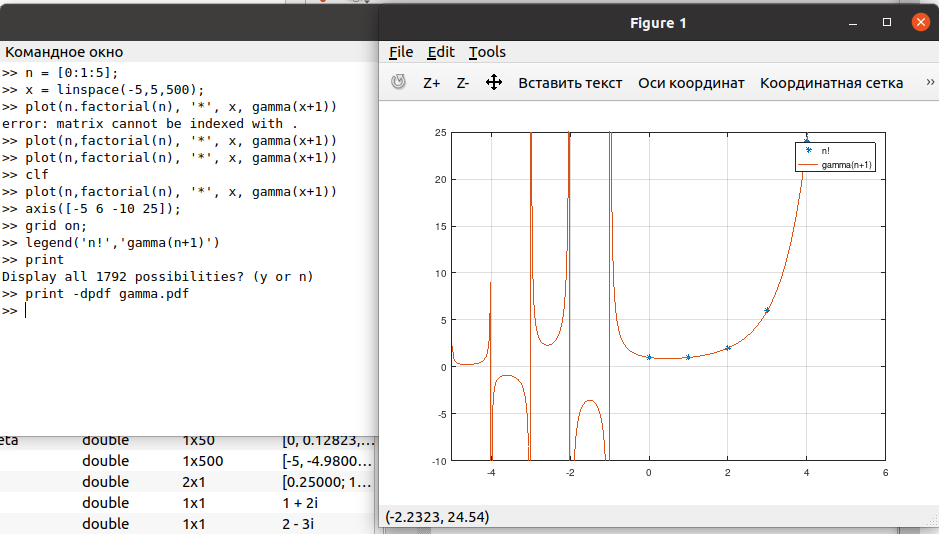 Командное окно
>> n = [0:1:5];
>> x = linspace(-5,5,500);
>> plot(n.factorial(n), '*', x, gamma(x+1))
error: matrix cannot be indexed with .
>> plot(n,factorial(n), '*', x, gamma(x+1))
>> plot(n,factorial(n), '*', x, gamma(x+1))
>> clf
>> plot(n,factorial(n), '*', x, gamma(x+1))
>> axis([-5 6 -10 25]);
>> grid on;
>> legend('n!','gamma(n+1)')
>> print
Display all 1792 possibilities? (y or n)
>> print -dpdf gamma.pdf
>>
eta double 1x50 [0, 0.12823,...
double 1x500 [-5, -4.9800...
double 2x1 [0.25000; 1...
double 1x1 1 + 2i
double 1x1 2 - 3i
Figure 1
File Edit Tools
Z+ Z- Вставить текст Оси координат Координатная сетка »
25
20
15
10
5
0
-5
-10
-4 -2 0 2 4 6
n!
gamma(n+1)
(-2.2323, 24.54)